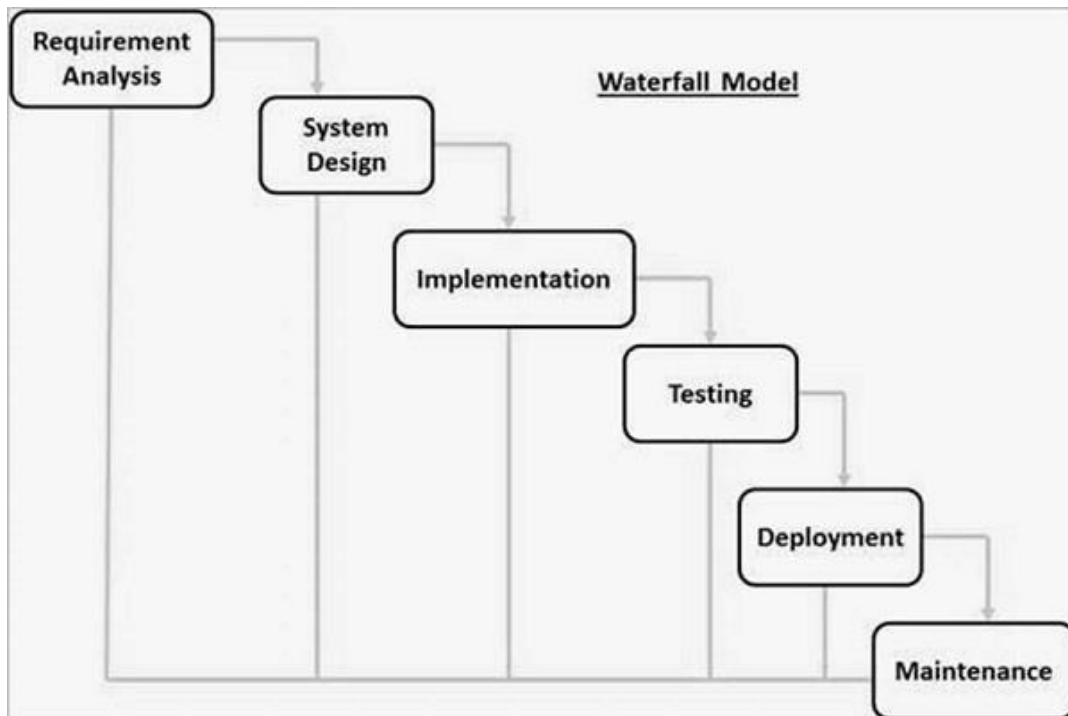 Requirement
Analysis
Waterfall Model
System
Design
Implementation
Testing
Deployment
Maintenance